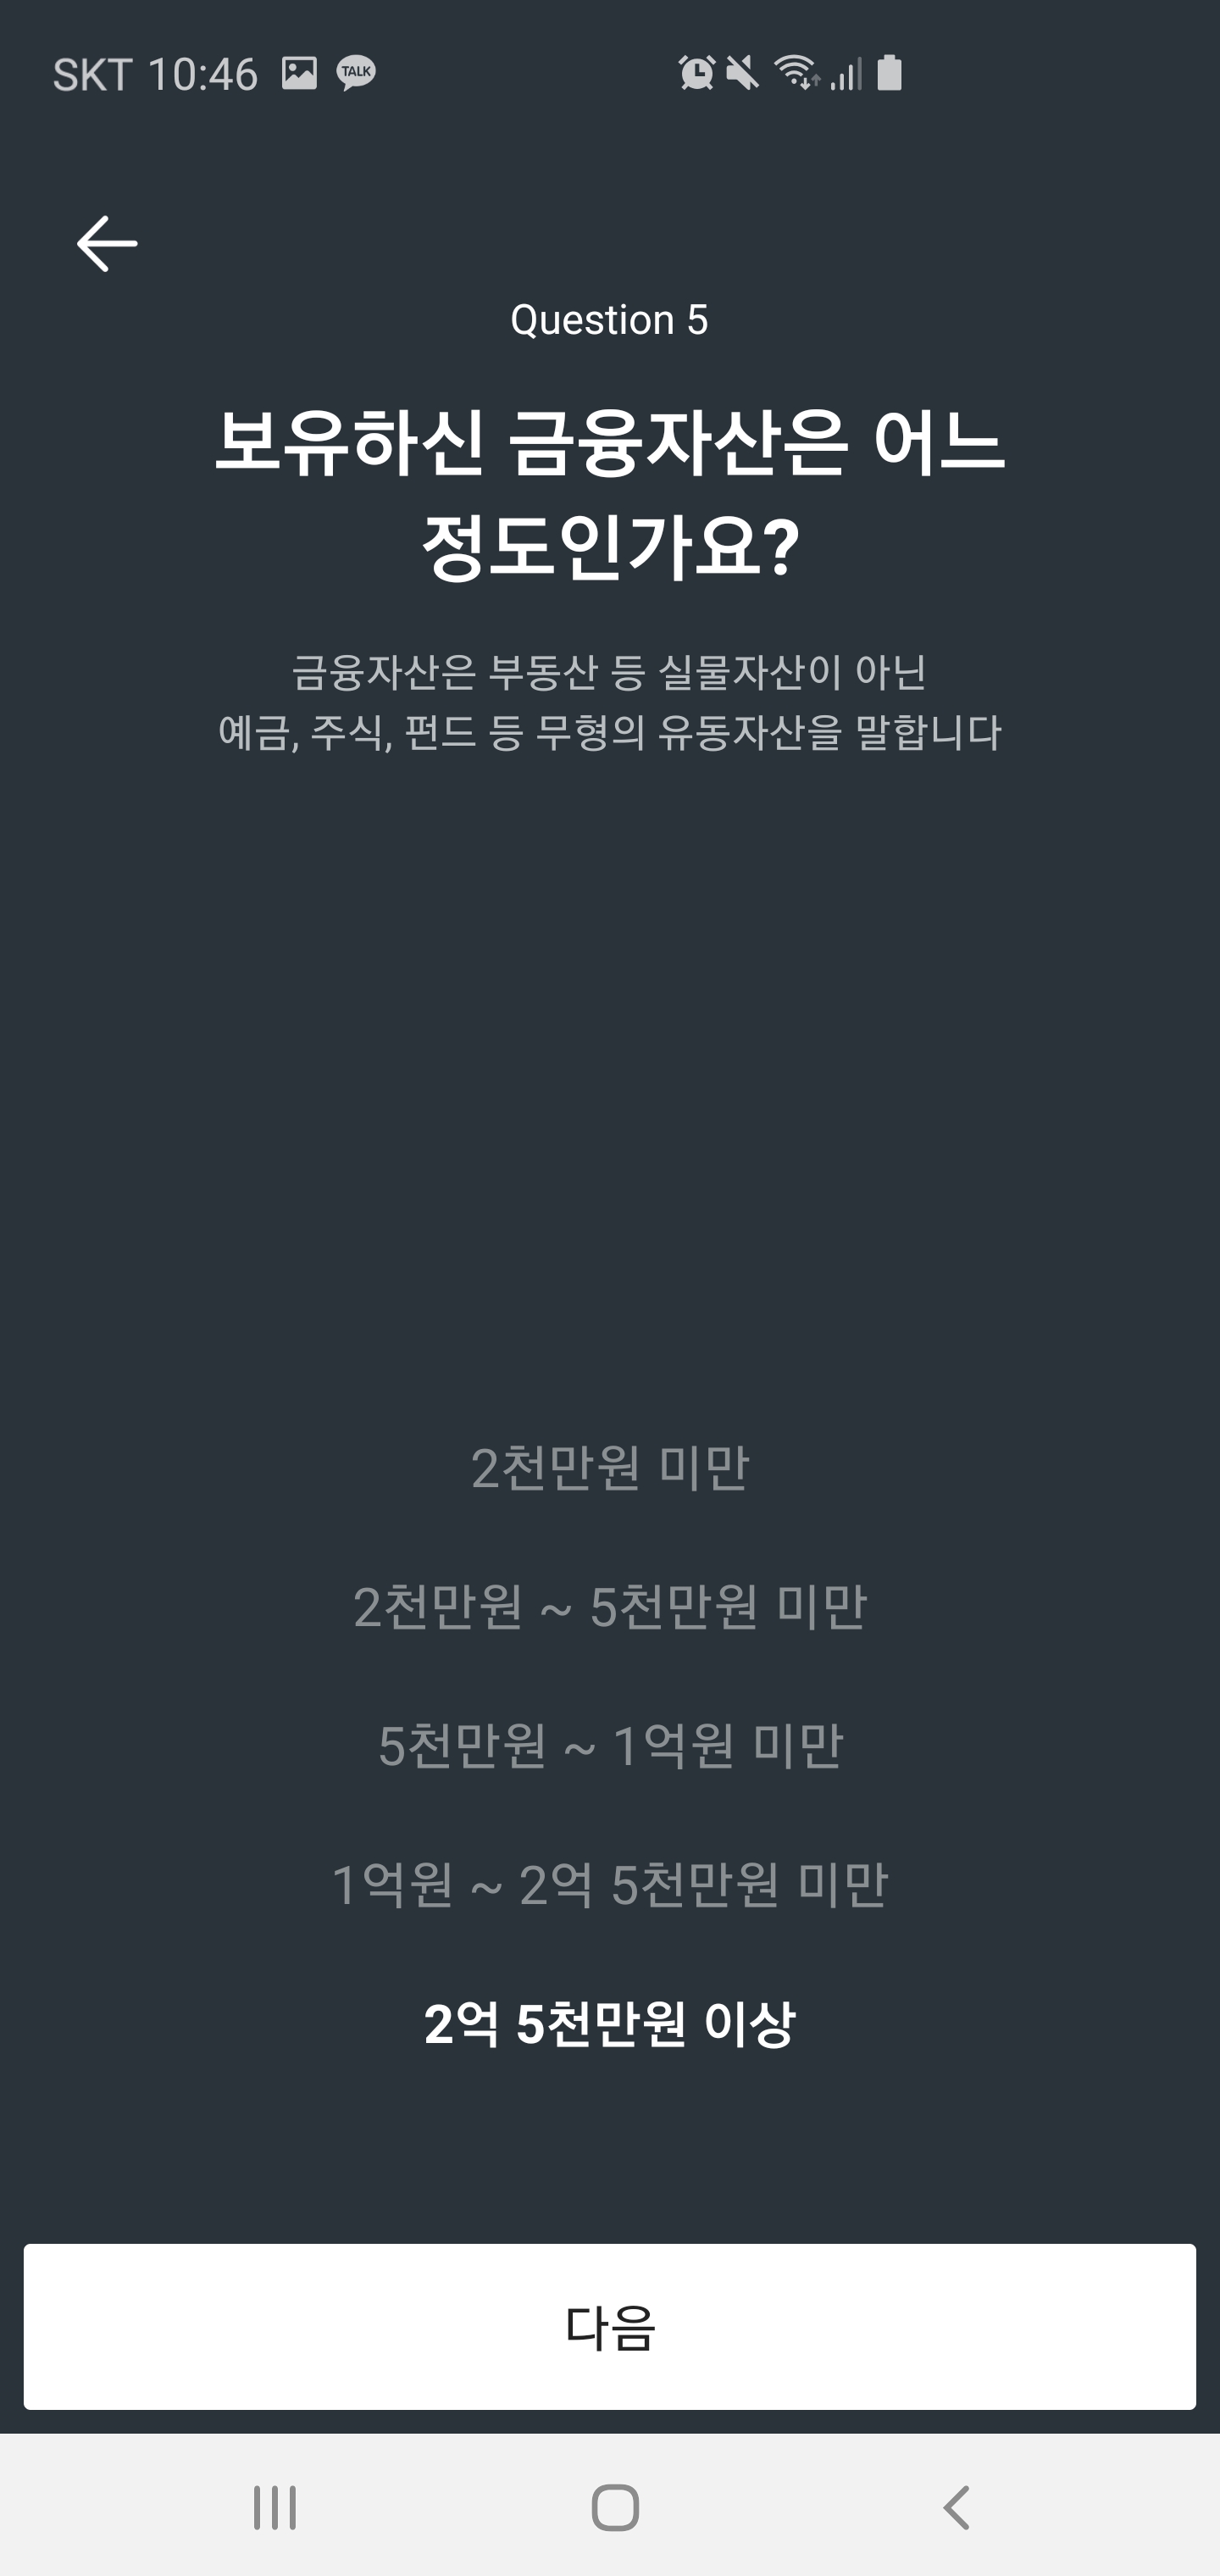 SKT 10:46 TALK
Question 5
보유하신 금융자산은 어느
정도인가요?
금융자산은 부동산 등 실물자산이 아닌
예금, 주식, 펀드 등 무형의 유동자산을 말합니다
2천만원 미만
2천만원 ~ 5천만원 미만
5천만원 ~ 1억원 미만
1억원 ~ 2억 5천만원 미만
2억 5천만원 이상
다음